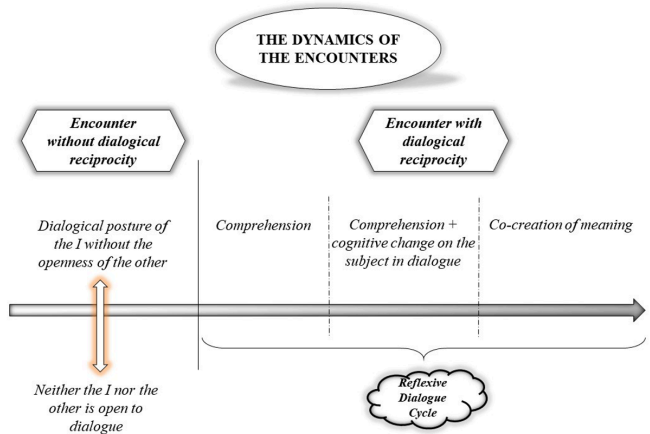 THE DYNAMICS OF
THE ENCOUNTERS
Encounter
without dialogical
reciprocity
Encounter with
dialogical
reciprocity
Dialogical posture of
the I without the
openness of the other
Comprehension
Comprehension +
cognitive change on the
subject in dialogue
Co-creation of meaning
Neither the I nor the
other is open to
dialogue
Reflexive
Dialogue
Cycle